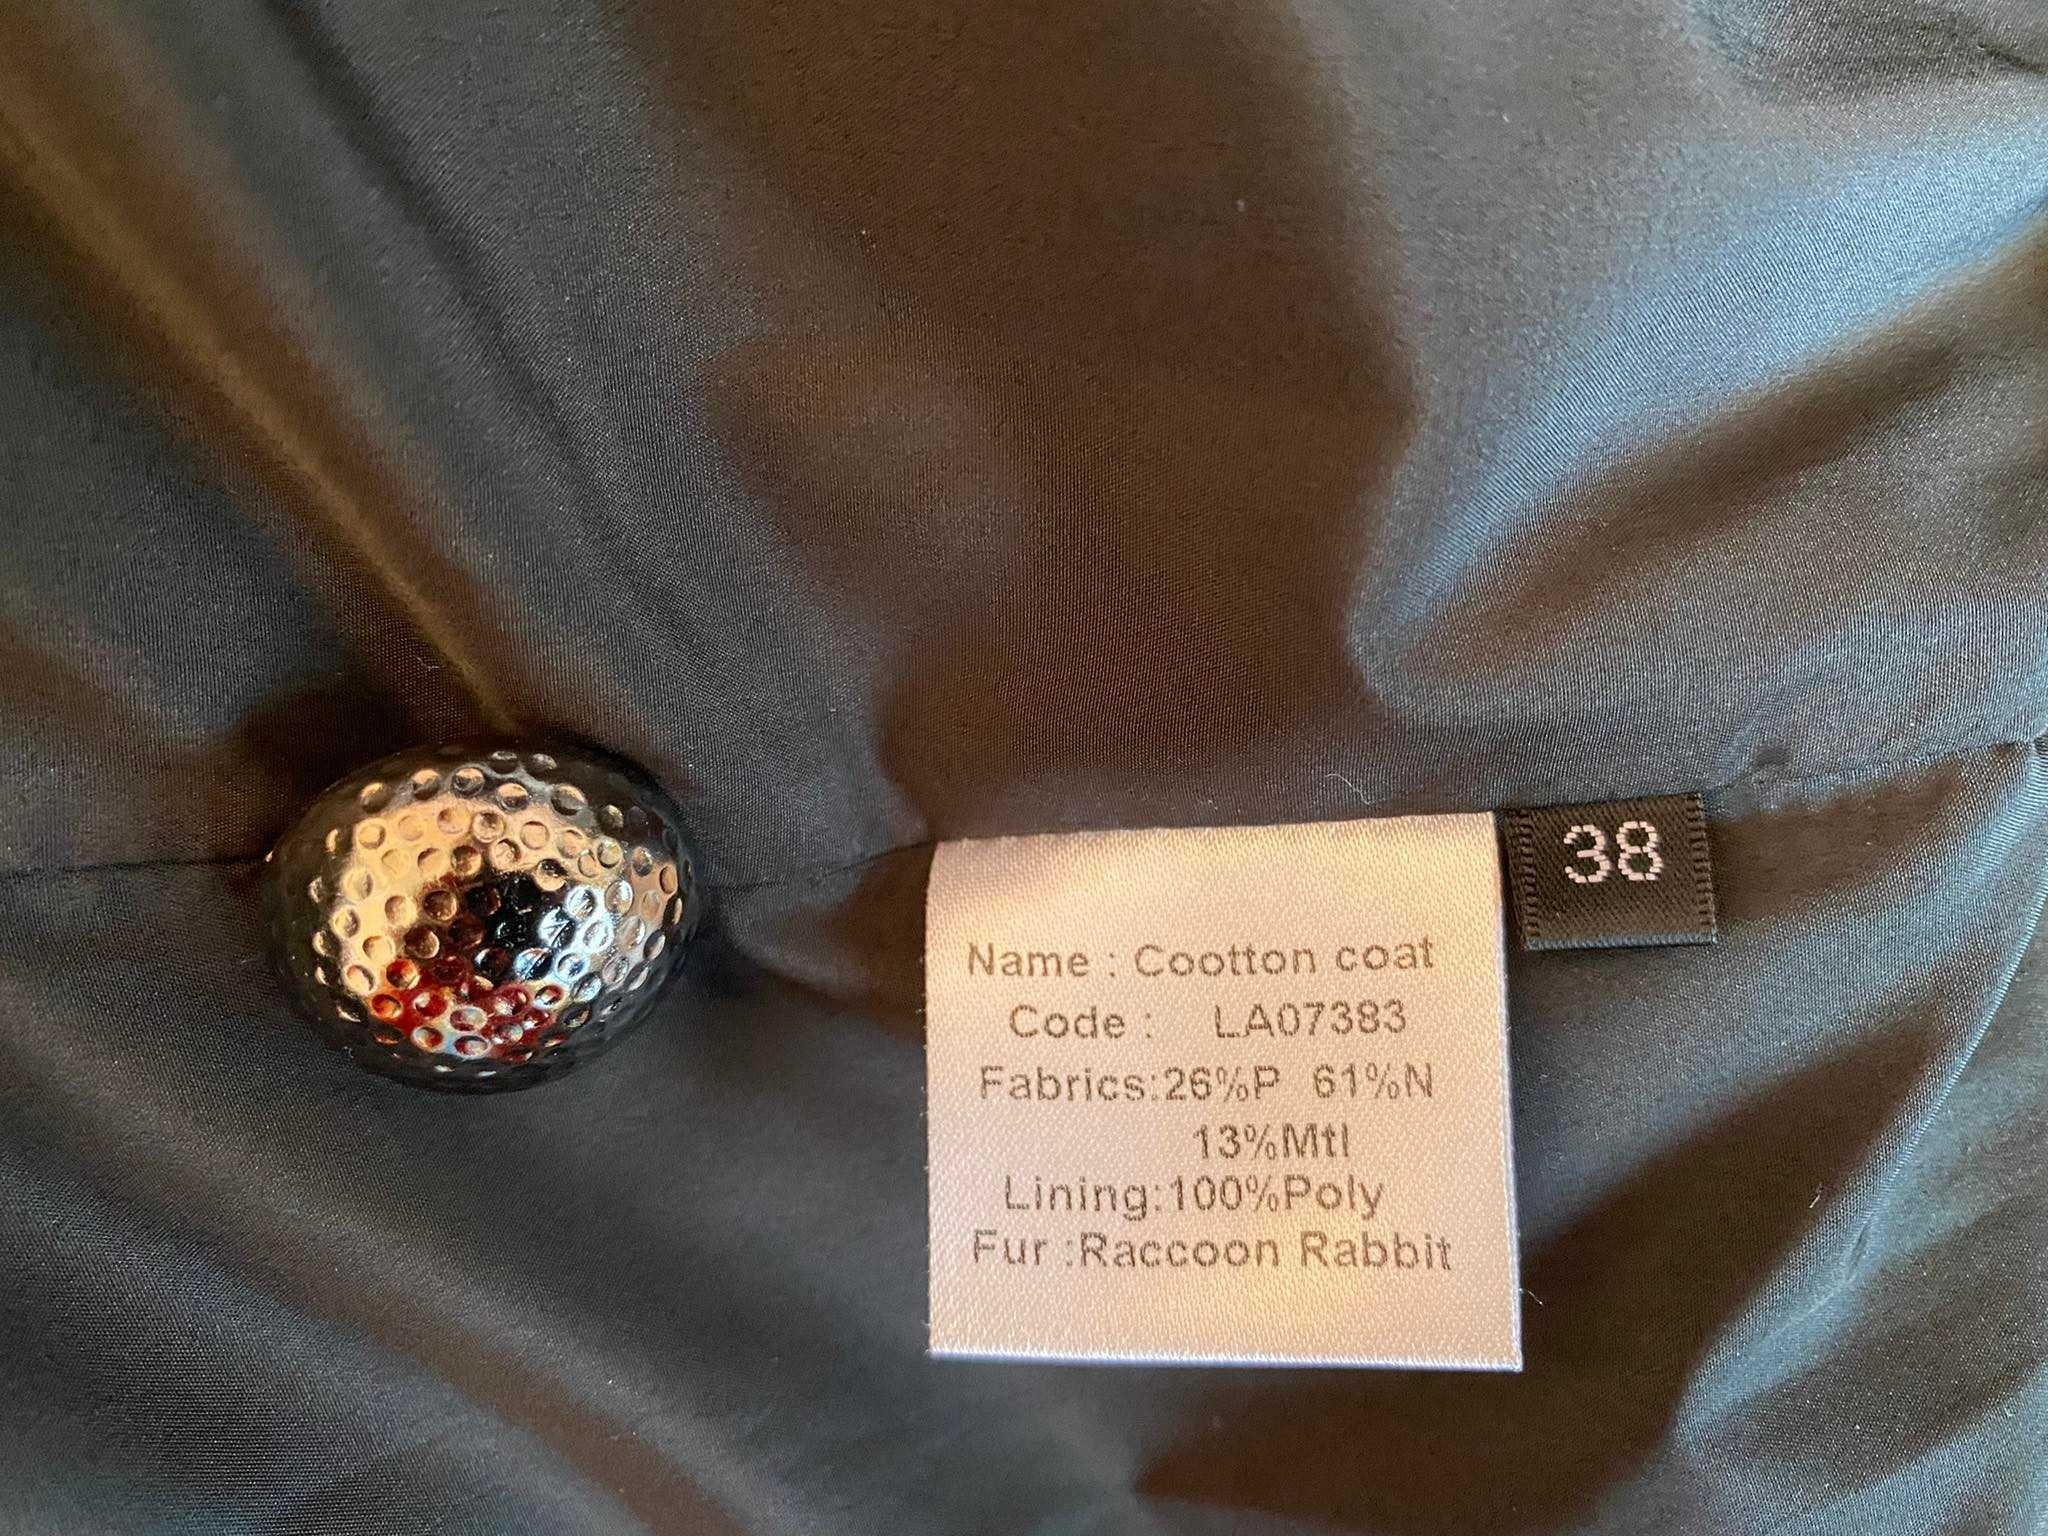 38
Name : Cootton coat
Code : LA07383
Fabrics:26%P 61%N
13%Mtl
Lining:100%Poly
Fur :Raccoon Rabbit